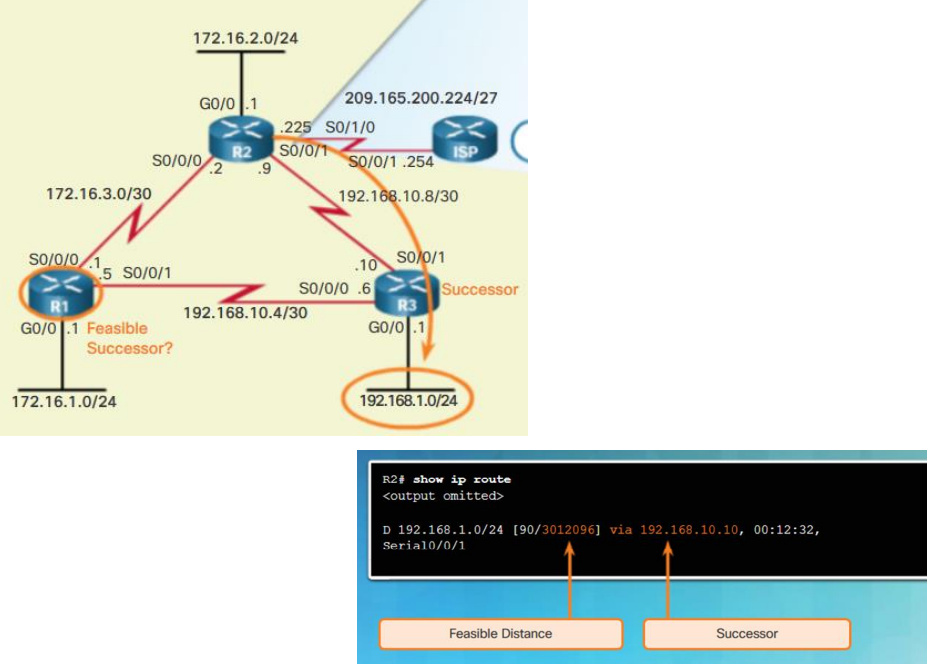 172.16.2.0/24
G0/0 .1
209.165.200.224/27
.225 S0/1/0
R2
ISP
S0/0/0 .2
.9 S0/0/1
S0/0/1 .254
172.16.3.0/30
192.168.10.8/30
S0/0/0 .1
.5 S0/0/1
.10 S0/0/1
S0/0/0 .6
R1
R3
Successor
192.168.10.4/30
G0/0 .1
Feasible
Successor?
G0/0 .1
172.16.1.0/24
192.168.1.0/24
R2# show ip route
<output omitted>
D 192.168.1.0/24 [90/3012096] via 192.168.10.10, 00:12:32,
Serial0/0/1
Feasible Distance
Successor